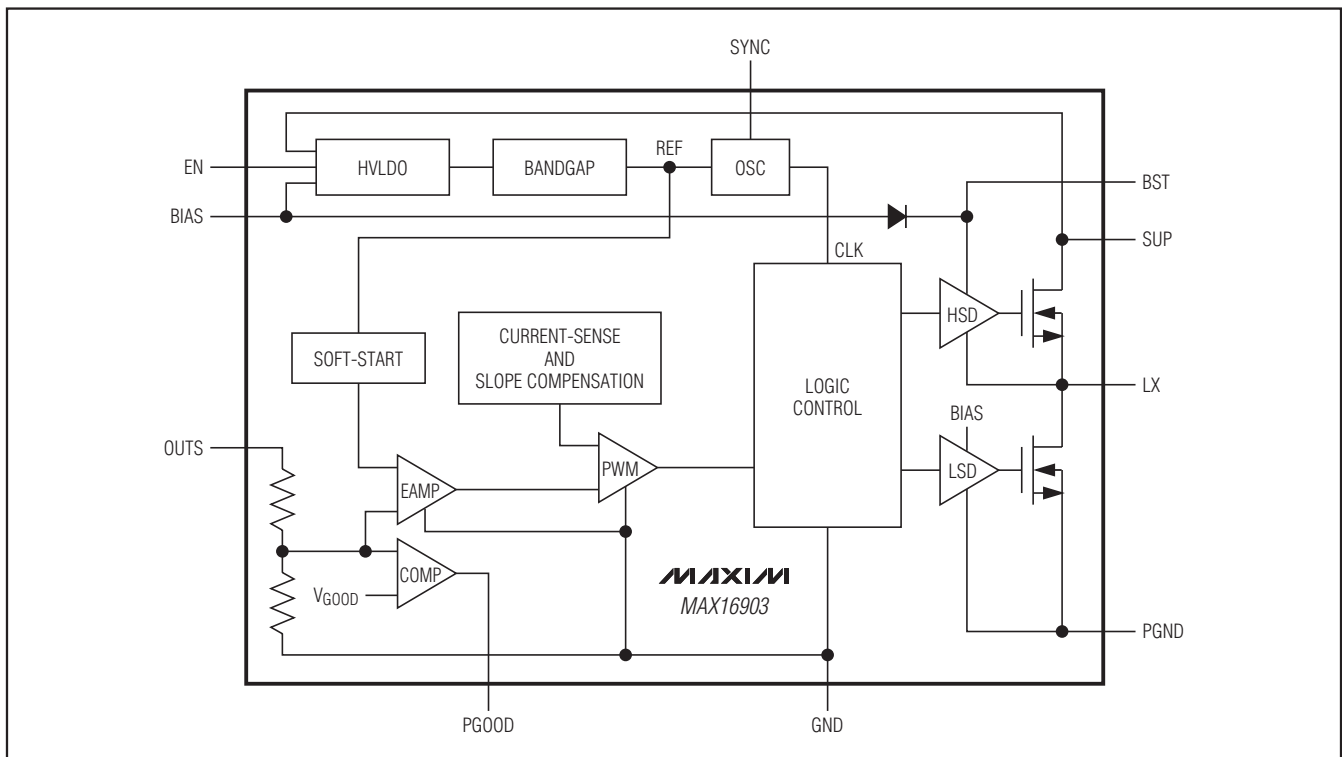 SYNC
EN
HVLDO
BANDGAP
REF
OSC
BST
BIAS
SUP
CLK
HSD
SOFT-START
CURRENT-SENSE
AND
SLOPE COMPENSATION
LOGIC
CONTROL
LX
BIAS
OUTS
EAMP
PWM
LSD
COMP
VGOOD
MAXIM
MAX16903
PGND
PGOOD
GND